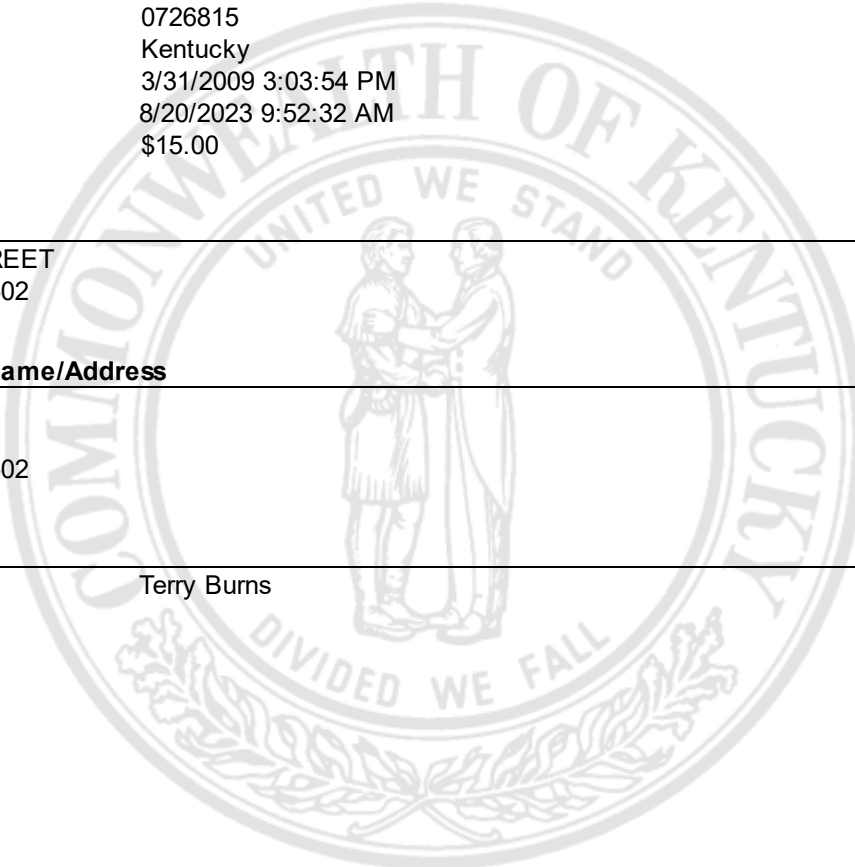 0726815
Kentucky
3/31/2009 3:03:54 PM
8/20/2023 9:52:32 AM
$15.00
REET
02
ame/Address
02
Terry Burns
COMMONWEALTH OF KENTUCKY
UNITED WE STAND
DIVIDED WE FALL